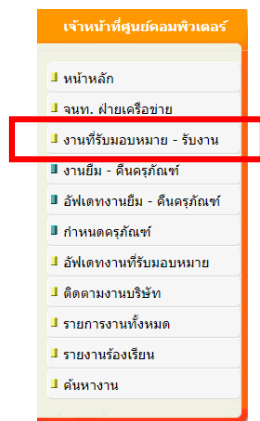 เจ้าหน้าที่ศูนย์คอมพิวเตอร์
หน้าหลัก
จนท. ฝ่ายเครือข่าย
งานที่รับมอบหมาย - รับงาน
งานยืม - คืนครุภัณฑ์
อัฟเดทงานยืม - คืนครุภัณฑ์
กำหนดครุภัณฑ์
อัฟเดทงานที่รับมอบหมาย
ติดตามงานบริษัท
รายการงานทั้งหมด
รายงานร้องเรียน
ค้นหางาน